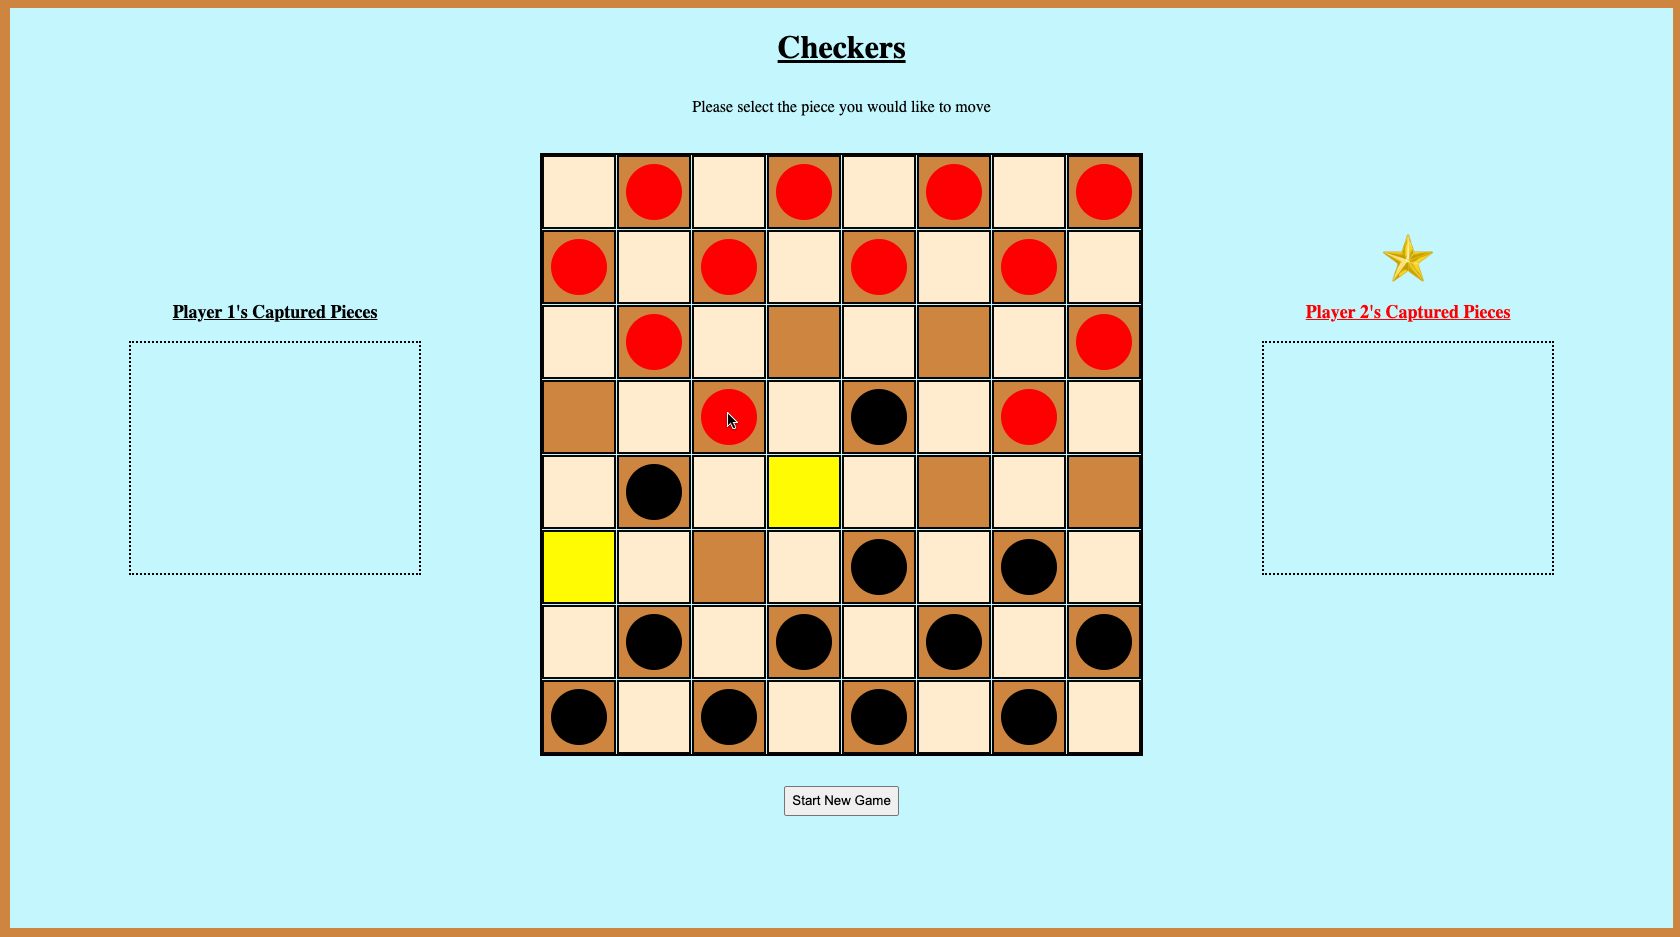 Checkers
Please select the piece you would like to move
Player 1's Captured Pieces
Player 2's Captured Pieces
Start New Game